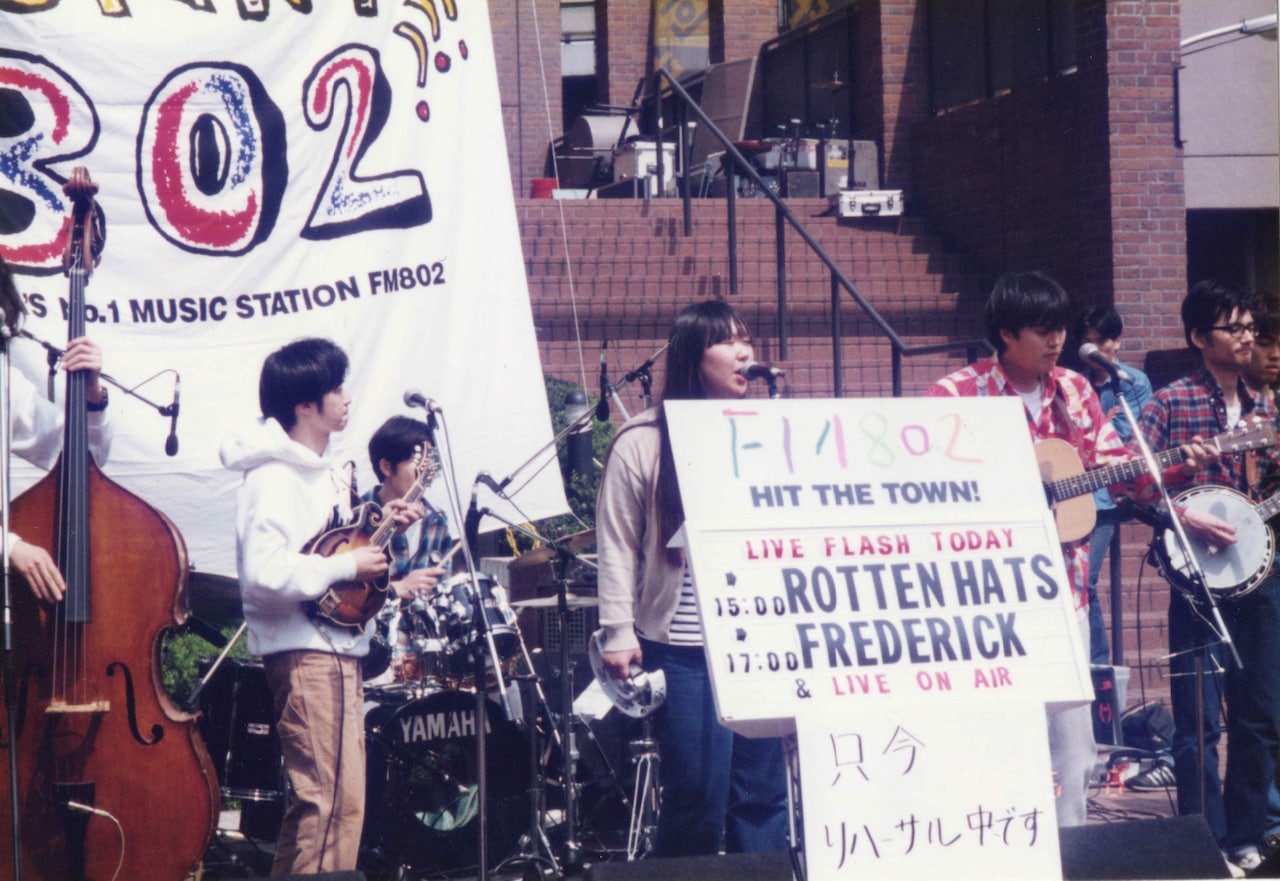 802
'S No.1 MUSIC STATION FM802
YAMAHA
FM802
HIT THE TOWN!
LIVE FLASH TODAY
15:00 ROTTEN HATS
17:00 FREDERICK
& LIVE ON AIR
只今
リハーサル中です